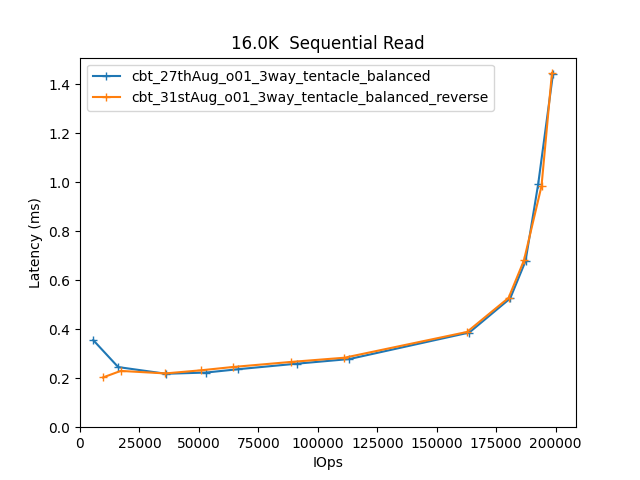 16.0K  Sequential Read
cbt_27thAug_o01_3way_tentacle_balanced
cbt_31stAug_o01_3way_tentacle_balanced_reverse
Latency (ms)
1.4
1.2
1.0
0.8
0.6
0.4
0.2
0.0
0 25000 50000 75000 100000 125000 150000 175000 200000
IOps